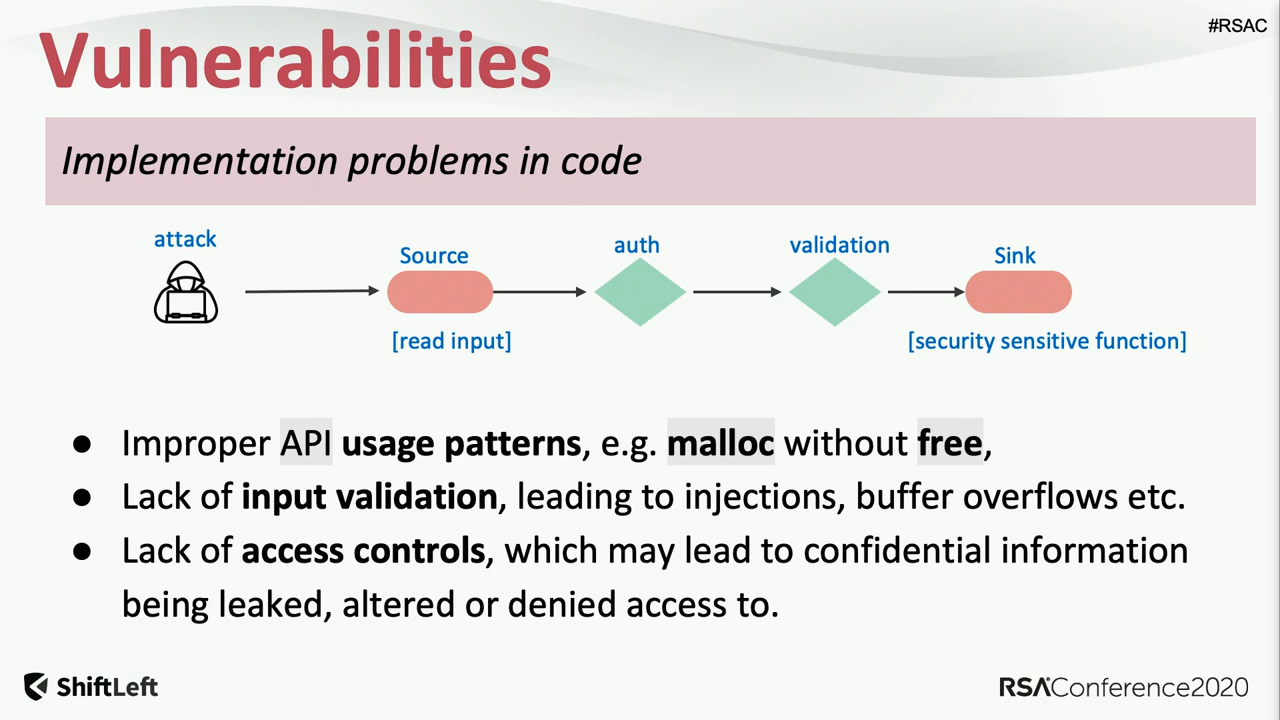 #RSAC
Vulnerabilities
Implementation problems in code
attack
Source
auth
validation
Sink
[read input]
[security sensitive function]
● Improper API usage patterns, e.g. malloc without free,
● Lack of input validation, leading to injections, buffer overflows etc.
● Lack of access controls, which may lead to confidential information
being leaked, altered or denied access to.
ShiftLeft
RSAConference2020